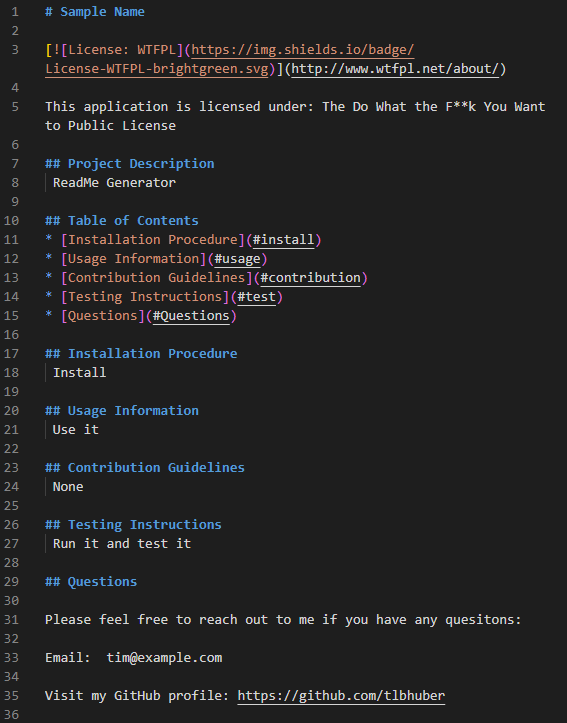 1 # Sample Name
2
3 [![License: WTFPL](https://img.shields.io/badge/
License-WTFPL-brightgreen.svg)](http://www.wtfpl.net/about/)
4
5 This application is licensed under: The Do What the F**k You Want
to Public License
6
7 ## Project Description
8 ReadMe Generator
9
10 ## Table of Contents
11 * [Installation Procedure](#install)
12 * [Usage Information](#usage)
13 * [Contribution Guidelines](#contribution)
14 * [Testing Instructions](#test)
15 * [Questions](#Questions)
16
17 ## Installation Procedure
18 Install
19
20 ## Usage Information
21 Use it
22
23 ## Contribution Guidelines
24 None
25
26 ## Testing Instructions
27 Run it and test it
28
29 ## Questions
30
31 Please feel free to reach out to me if you have any quesitons:
32
33 Email:  tim@example.com
34
35 Visit my GitHub profile: https://github.com/tlbhuber
36